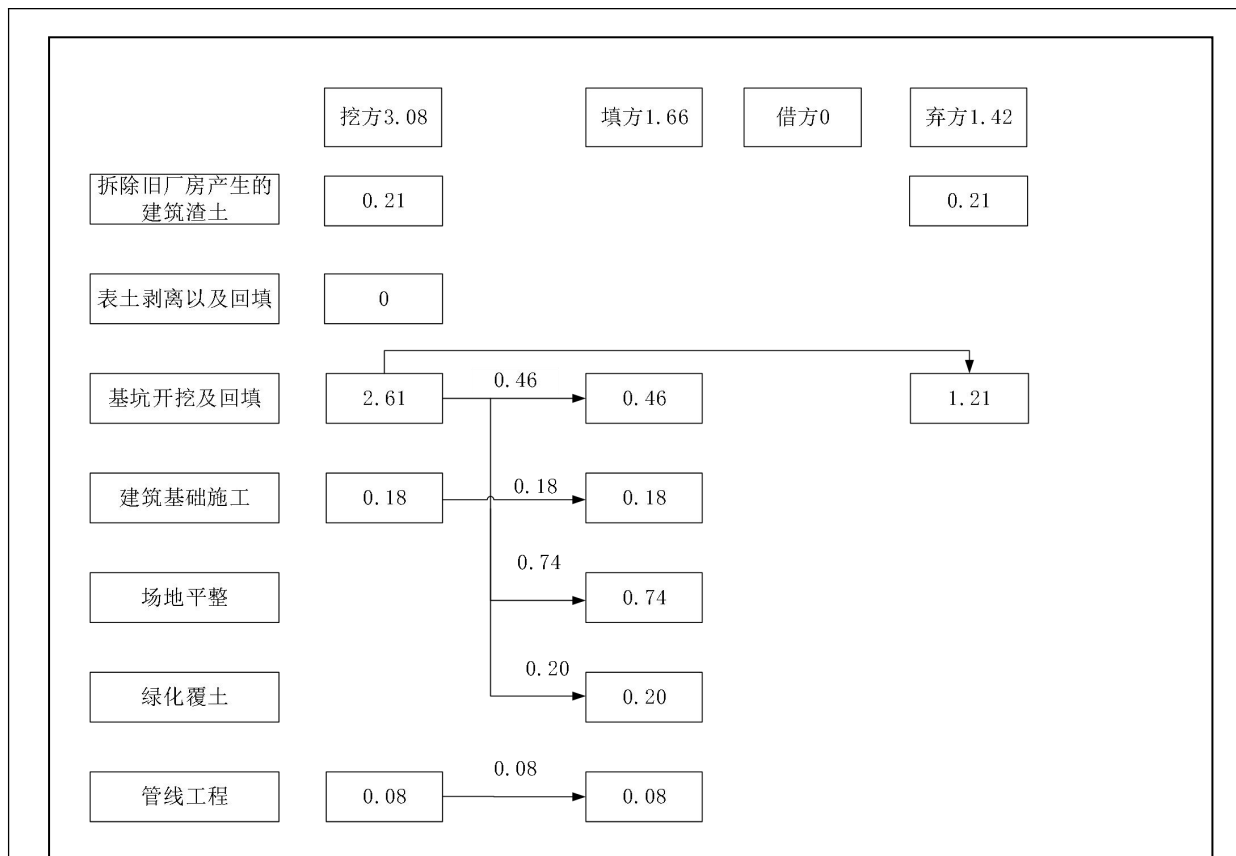 挖方3.08
填方1.66
借方0
弃方1.42
拆除旧厂房产生的
建筑渣土
0.21
0.21
表土剥离以及回填
0
基坑开挖及回填
2.61
0.46
0.46
1.21
建筑基础施工
0.18
0.18
0.18
场地平整
0.74
0.74
绿化覆土
0.20
0.20
管线工程
0.08
0.08
0.08